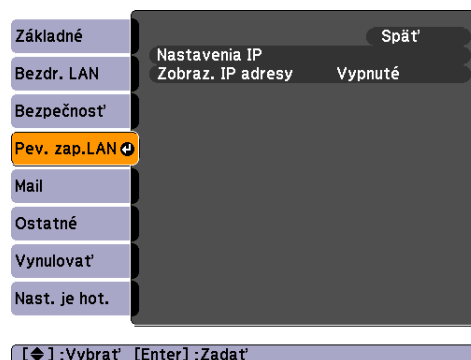 Základné
Bezdr. LAN
Bezpečnosť
Pev. zap.LAN
Mail
Ostatné
Vynulovať
Nast. je hot.
Späť
Nastavenia IP
Zobraz. IP adresy Vypnuté
[◆] :Vybrať [Enter] :Zadať